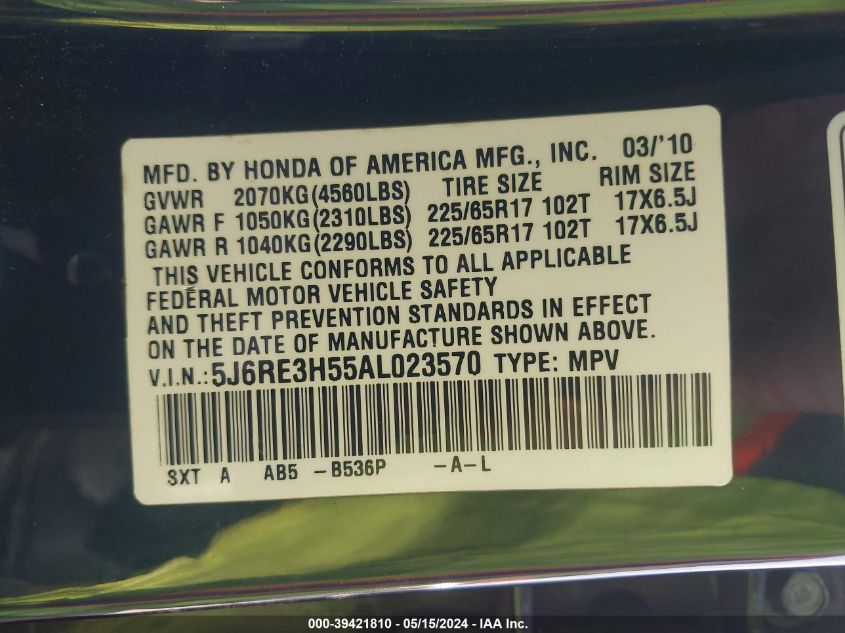 MFD. BY HONDA OF AMERICA MFG., INC. 03/'10
GVWR 2070KG(4560LBS) TIRE SIZE RIM SIZE
GAWR F 1050KG(2310LBS) 225/65R17 102T 17X6.5J
GAWR R 1040KG(2290LBS) 225/65R17 102T 17X6.5J
THIS VEHICLE CONFORMS TO ALL APPLICABLE
FEDERAL MOTOR VEHICLE SAFETY
AND THEFT PREVENTION STANDARDS IN EFFECT
ON THE DATE OF MANUFACTURE SHOWN ABOVE.
V.I.N.: 5J6RE3H55AL023570 TYPE: MPV
SXT A AB5 -B536P -A-L
000-39421810 - 05/15/2024 - IAA Inc.